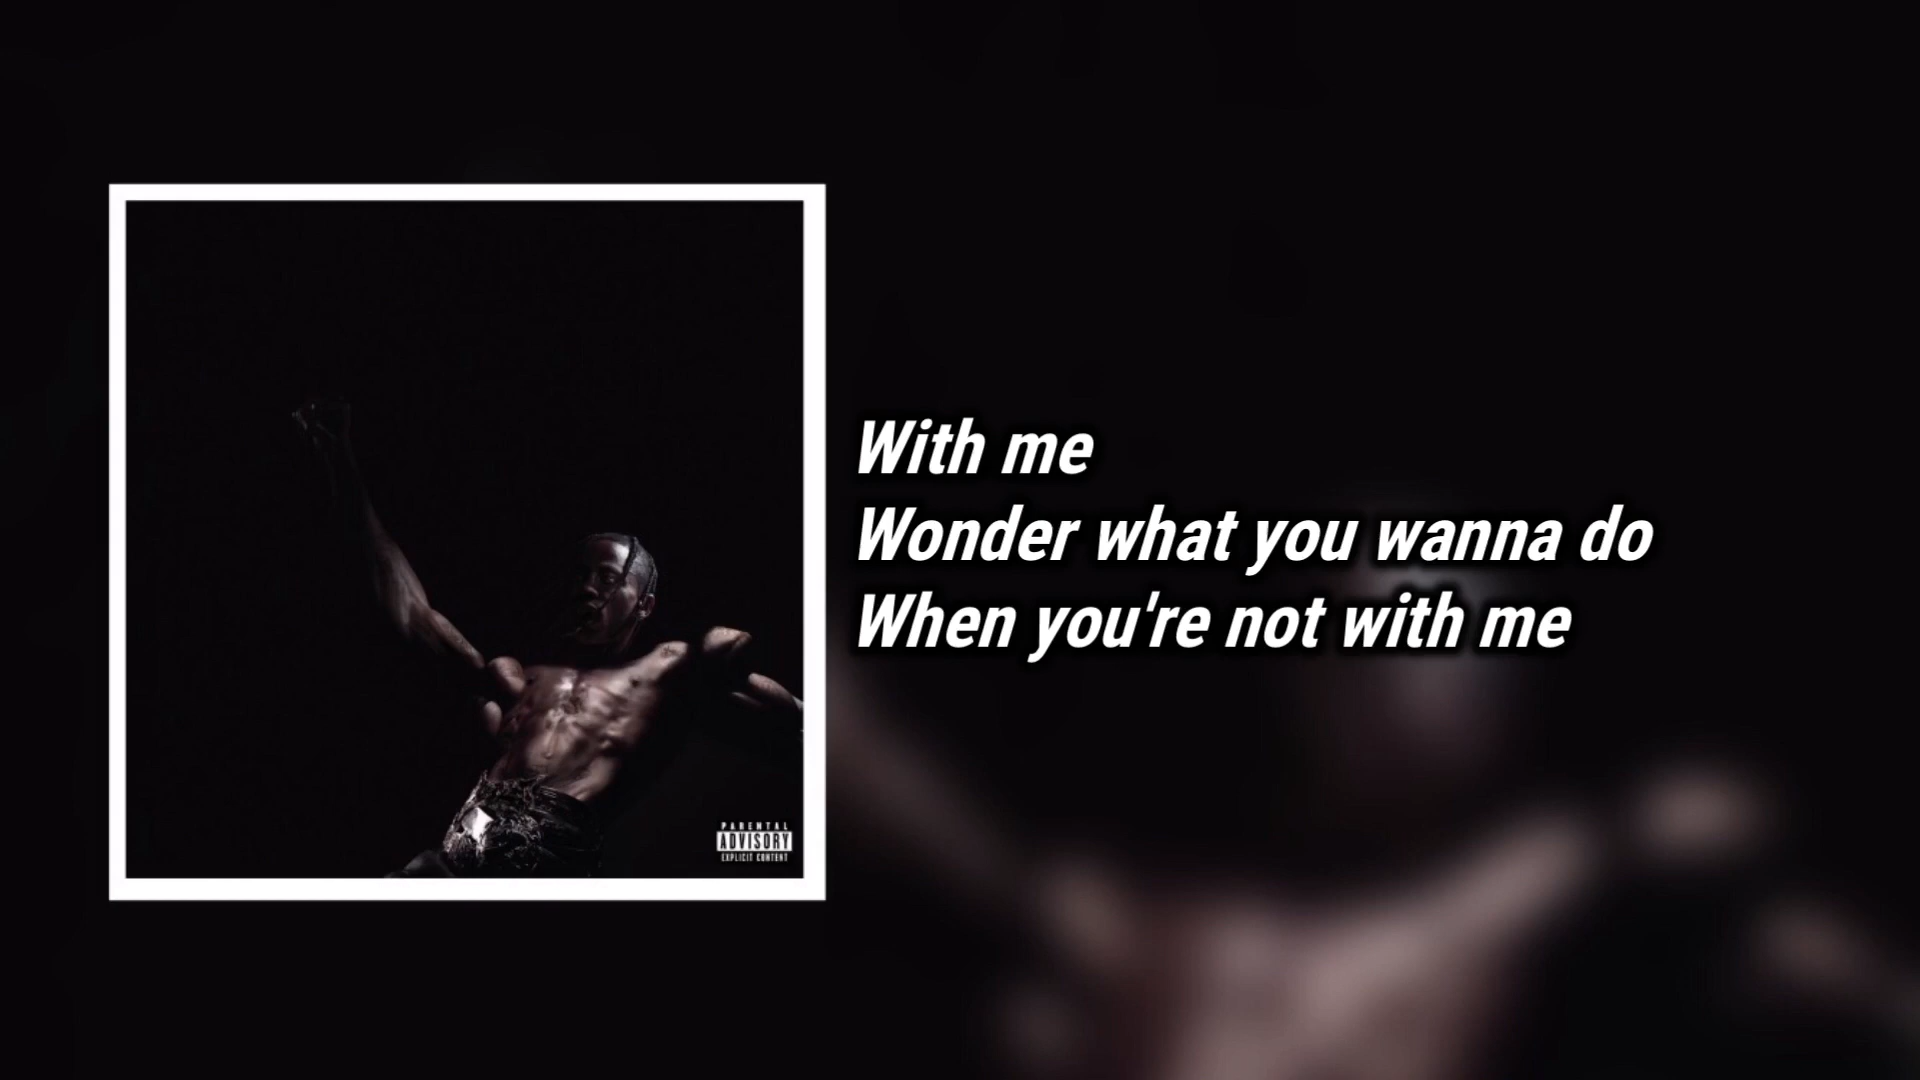 With me
Wonder what you wanna do
When you're not with me
PARENTAL
ADVISORY
EXPLICIT CONTENT